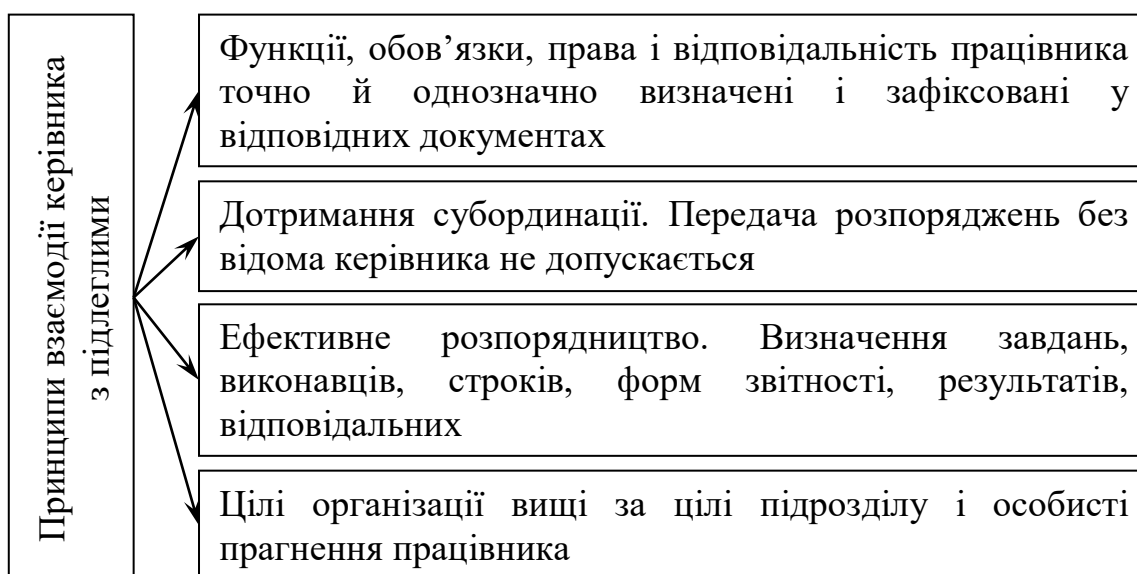 Принципи взаємодії керівника
з підлеглими
Функції, обов’язки, права і відповідальність працівника
точно й однозначно визначені і зафіксовані у
відповідних документах
Дотримання субординації. Передача розпоряджень без
відома керівника не допускається
Ефективне розпорядництво. Визначення завдань,
виконавців, строків, форм звітності, результатів,
відповідальних
Цілі організації вищі за цілі підрозділу і особисті
прагнення працівника